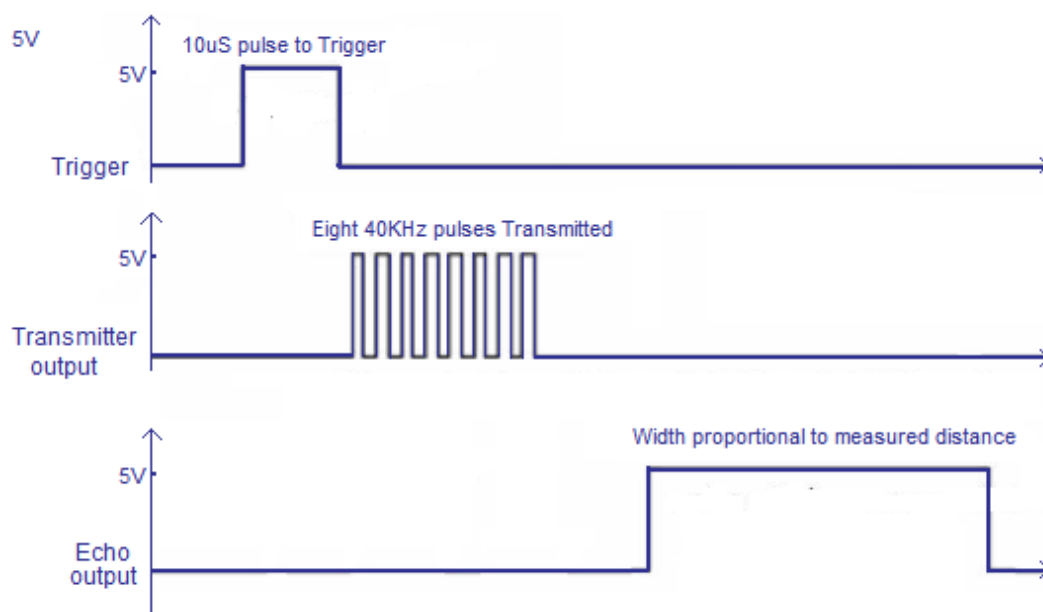 5V
10uS pulse to Trigger
5V
Trigger
Eight 40KHz pulses Transmitted
5V
Transmitter
output
Width proportional to measured distance
5V
Echo
output